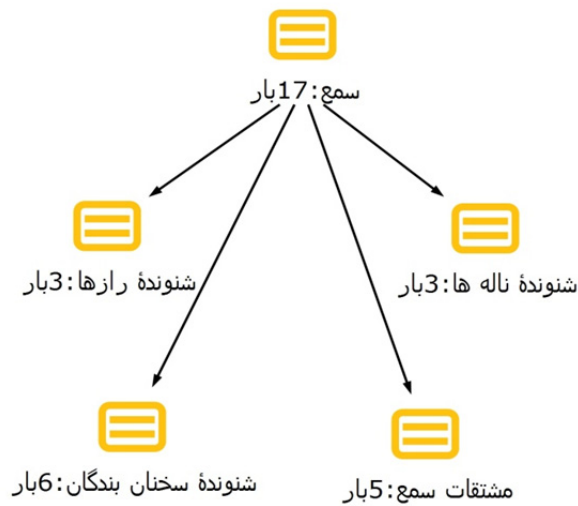 سمع:17بار
شنوندۀ ناله ها:3بار
شنوندۀ رازها:3بار
مشتقات سمع:5بار
شنوندۀ سخنان بندگان:6بار